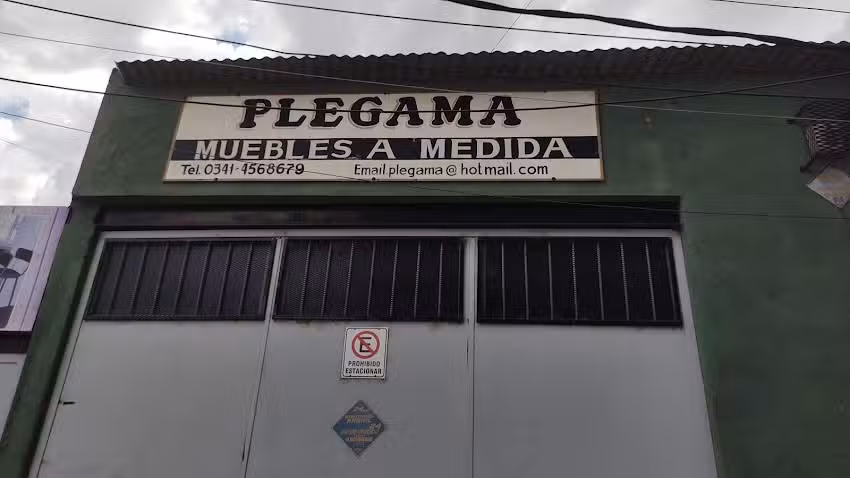 PLEGAMA
MUEBLES A MEDIDA
Tel. 0341-4568679 Email.plegama@hotmail.com
E
PROHIBIDO
ESTACIONAR